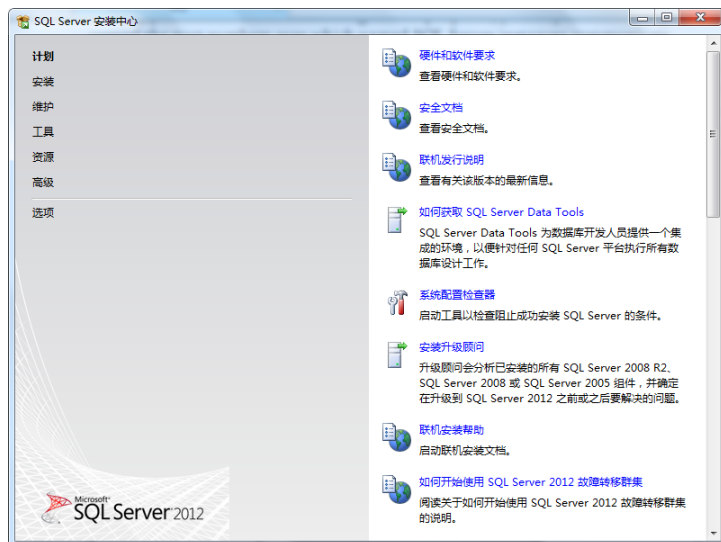 SQL Server 安装中心
计划
安装
维护
工具
资源
高级
选项
硬件和软件要求
查看硬件和软件要求。
安全文档
查看安全文档。
联机发行说明
查看有关该版本的最新信息。
如何获取 SQL Server Data Tools
SQL Server Data Tools 为数据库开发人员提供一个集
成的环境，以便针对任何 SQL Server 平台执行所有数
据库设计工作。
系统配置检查器
启动工具以检查阻止成功安装 SQL Server 的条件。
安装升级顾问
升级顾问会分析已安装的所有 SQL Server 2008 R2、
SQL Server 2008 或 SQL Server 2005 组件，并确定
在升级到 SQL Server 2012 之前或之后要解决的问题。
联机安装帮助
启动联机安装文档。
如何开始使用 SQL Server 2012 故障转移群集
阅读关于如何开始使用 SQL Server 2012 故障转移群集
的说明。
Microsoft®
SQL Server 2012